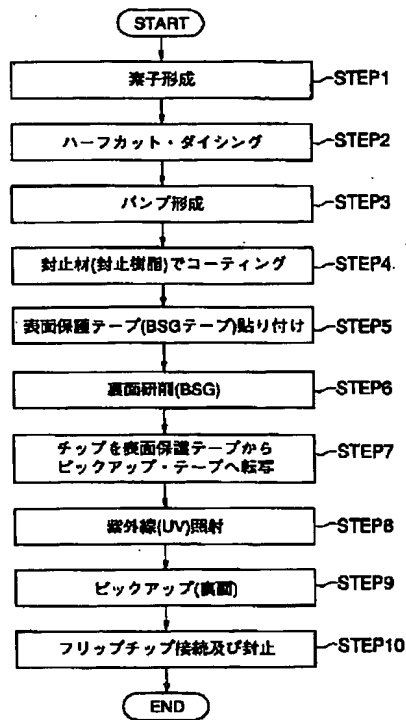 START
素子形成
STEP1
ハーフカット・ダイシング
STEP2
バンプ形成
STEP3
封止材(封止樹脂)でコーティング
STEP4
表面保護テープ(BSGテープ)貼り付け
STEP5
裏面研削(BSG)
STEP6
チップを表面保護テープから
ピックアップ・テープへ転写
STEP7
紫外線(UV)照射
STEP8
ピックアップ(裏面)
STEP9
フリップチップ接続及び封止
STEP10
END